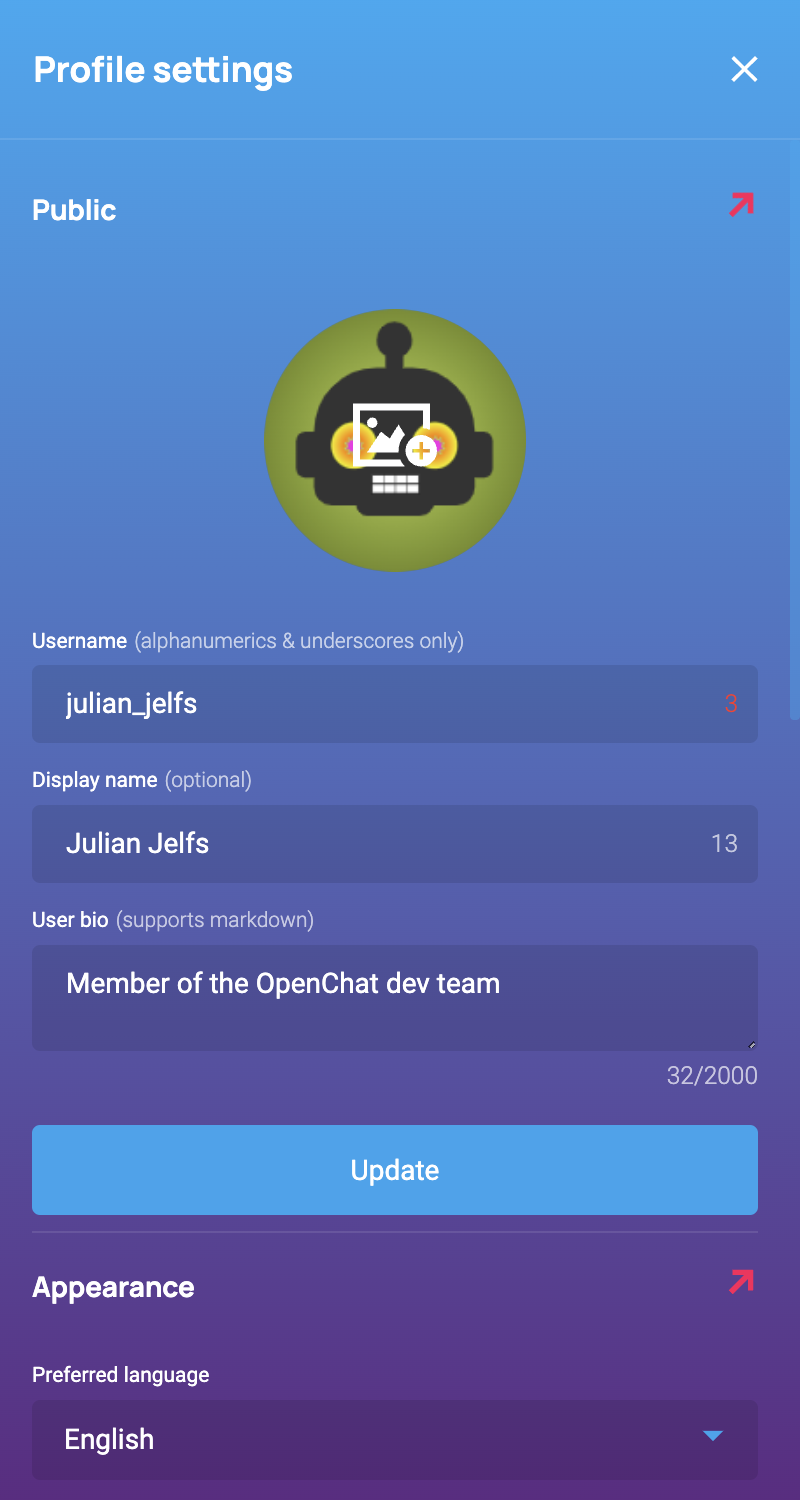 Profile settings
Public
Username (alphanumerics & underscores only)
julian_jelfs 3
Display name (optional)
Julian Jelfs 13
User bio (supports markdown)
Member of the OpenChat dev team
32/2000
Update
Appearance
Preferred language
English